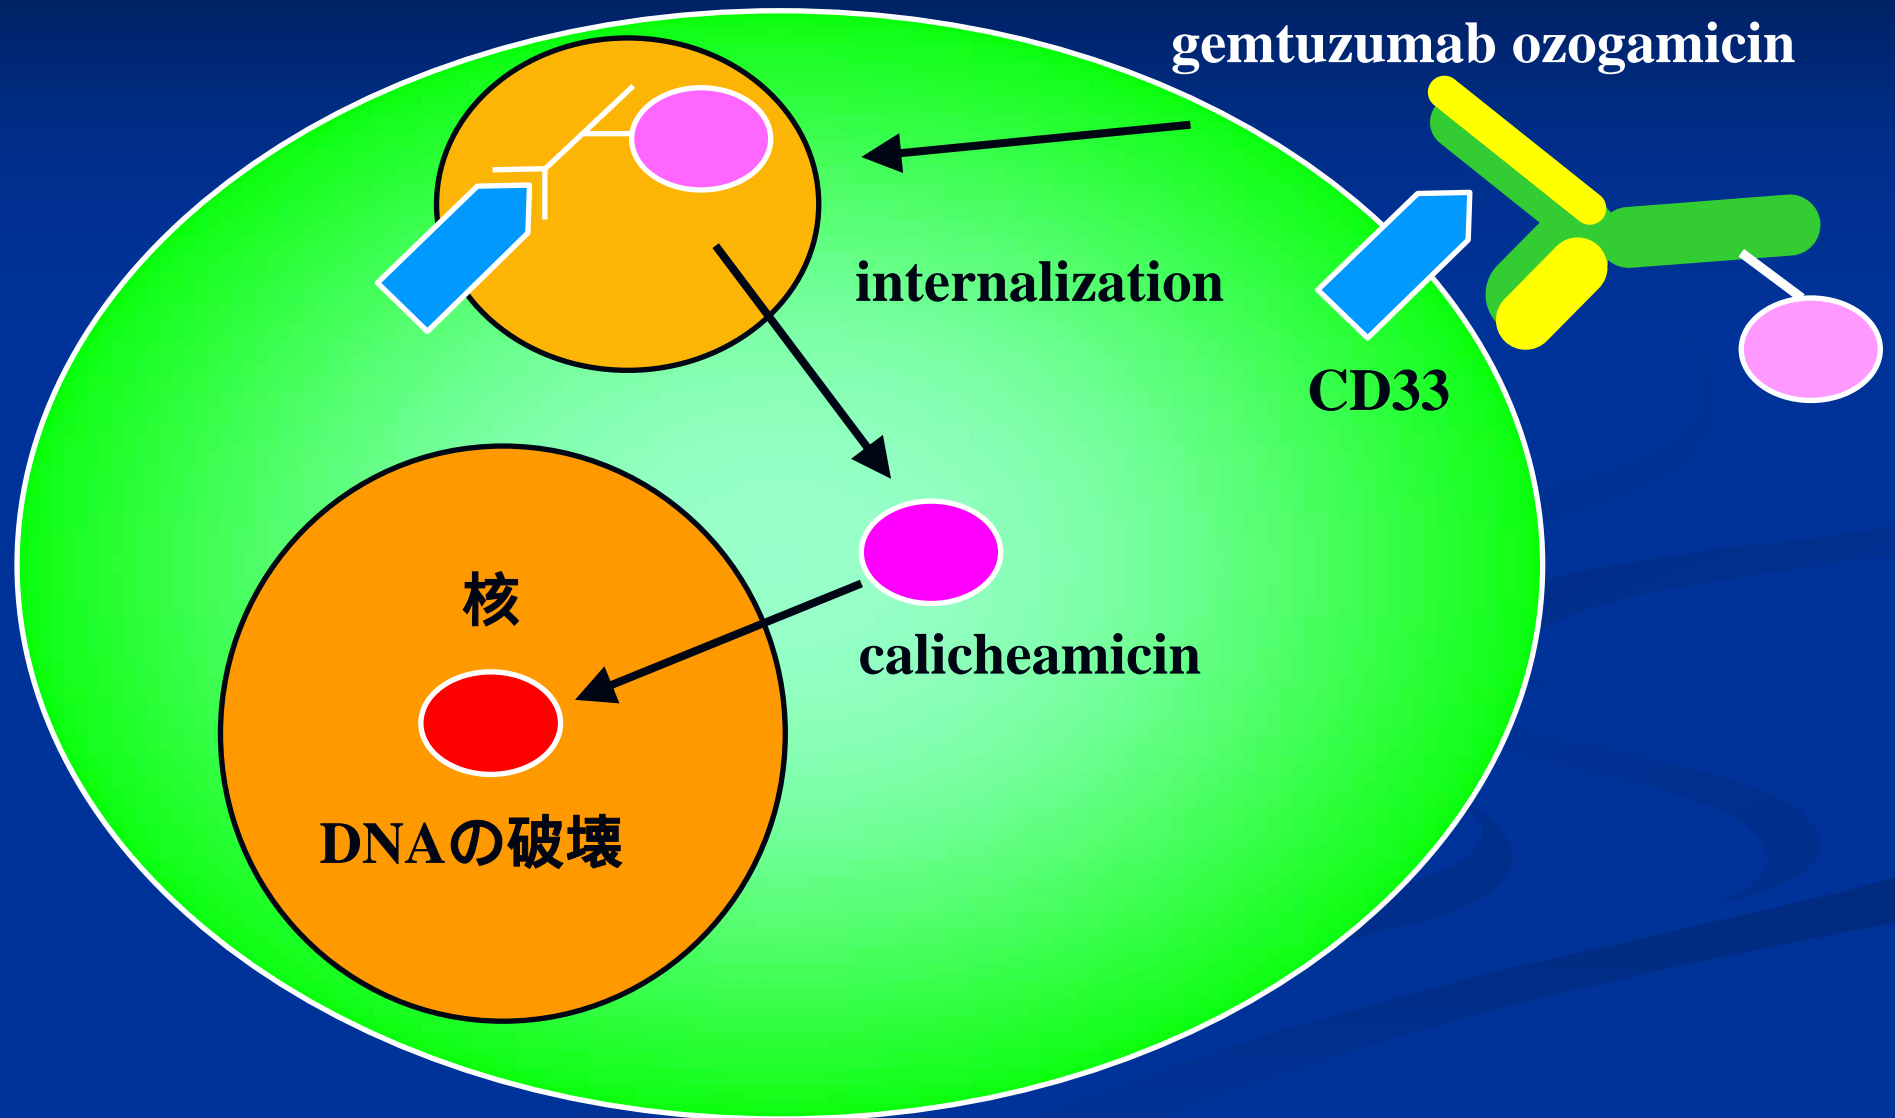 gemtuzumab ozogamicin
internalization
CD33
核
calicheamicin
DNAの破壊